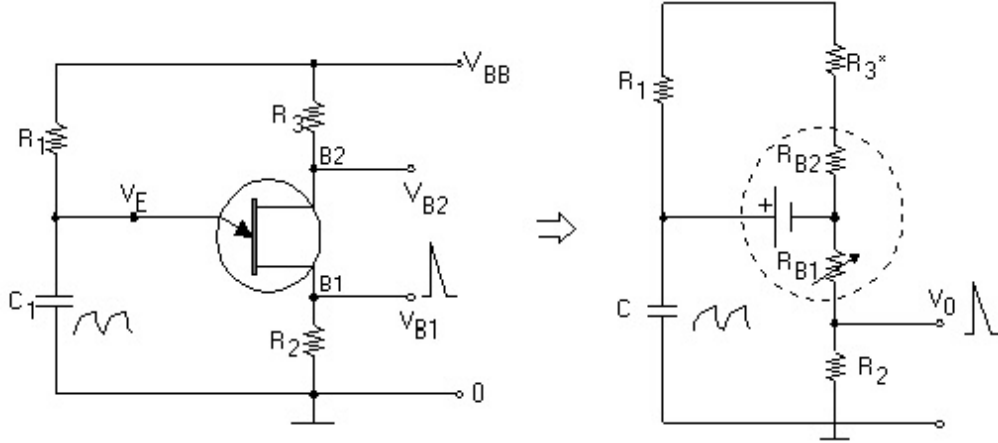 V_BB
R_3
R_1
B2
V_E
V_B2
B1
C_1
V_B1
R_2
0
R_1
R_3*
R_B2
+
R_B1
C
V_0
R_2